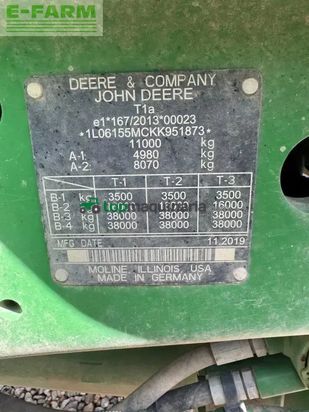 E-FARM
DEERE & COMPANY
JOHN DEERE
T1a
e1*167/2013*00023
*1L06155MCKK951873*
11000 kg
A-1: 4980 kg
A-2: 8070 kg
T-1 T-2 T-3
B-1 kg 3500 3500 3500
B-2 16000
B-3 kg 38000 38000 38000
B-4 kg 38000 38000 38000
MFG DATE 11.2019
MOLINE, ILLINOIS, USA
MADE IN GERMANY